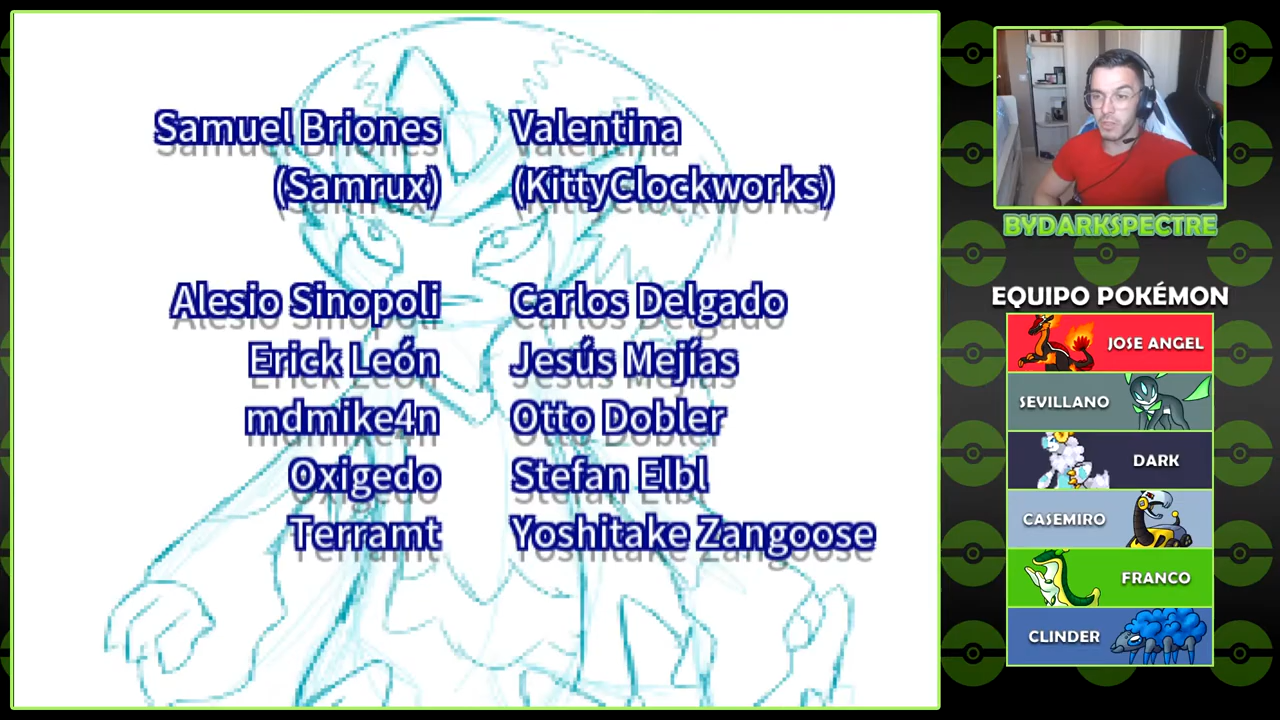 Samuel Briones
(Samrux)
Valentina
(KittyClockworks)
Alesio Sinopoli
Erick León
mdmike4n
Oxigedo
Terramt
Carlos Delgado
Jesús Mejías
Otto Dobler
Stefan Elbl
Yoshitake Zangoose
BYDARKSPECTRE
EQUIPO POKÉMON
JOSE ANGEL
SEVILLANO
DARK
CASEMIRO
FRANCO
CLINDER